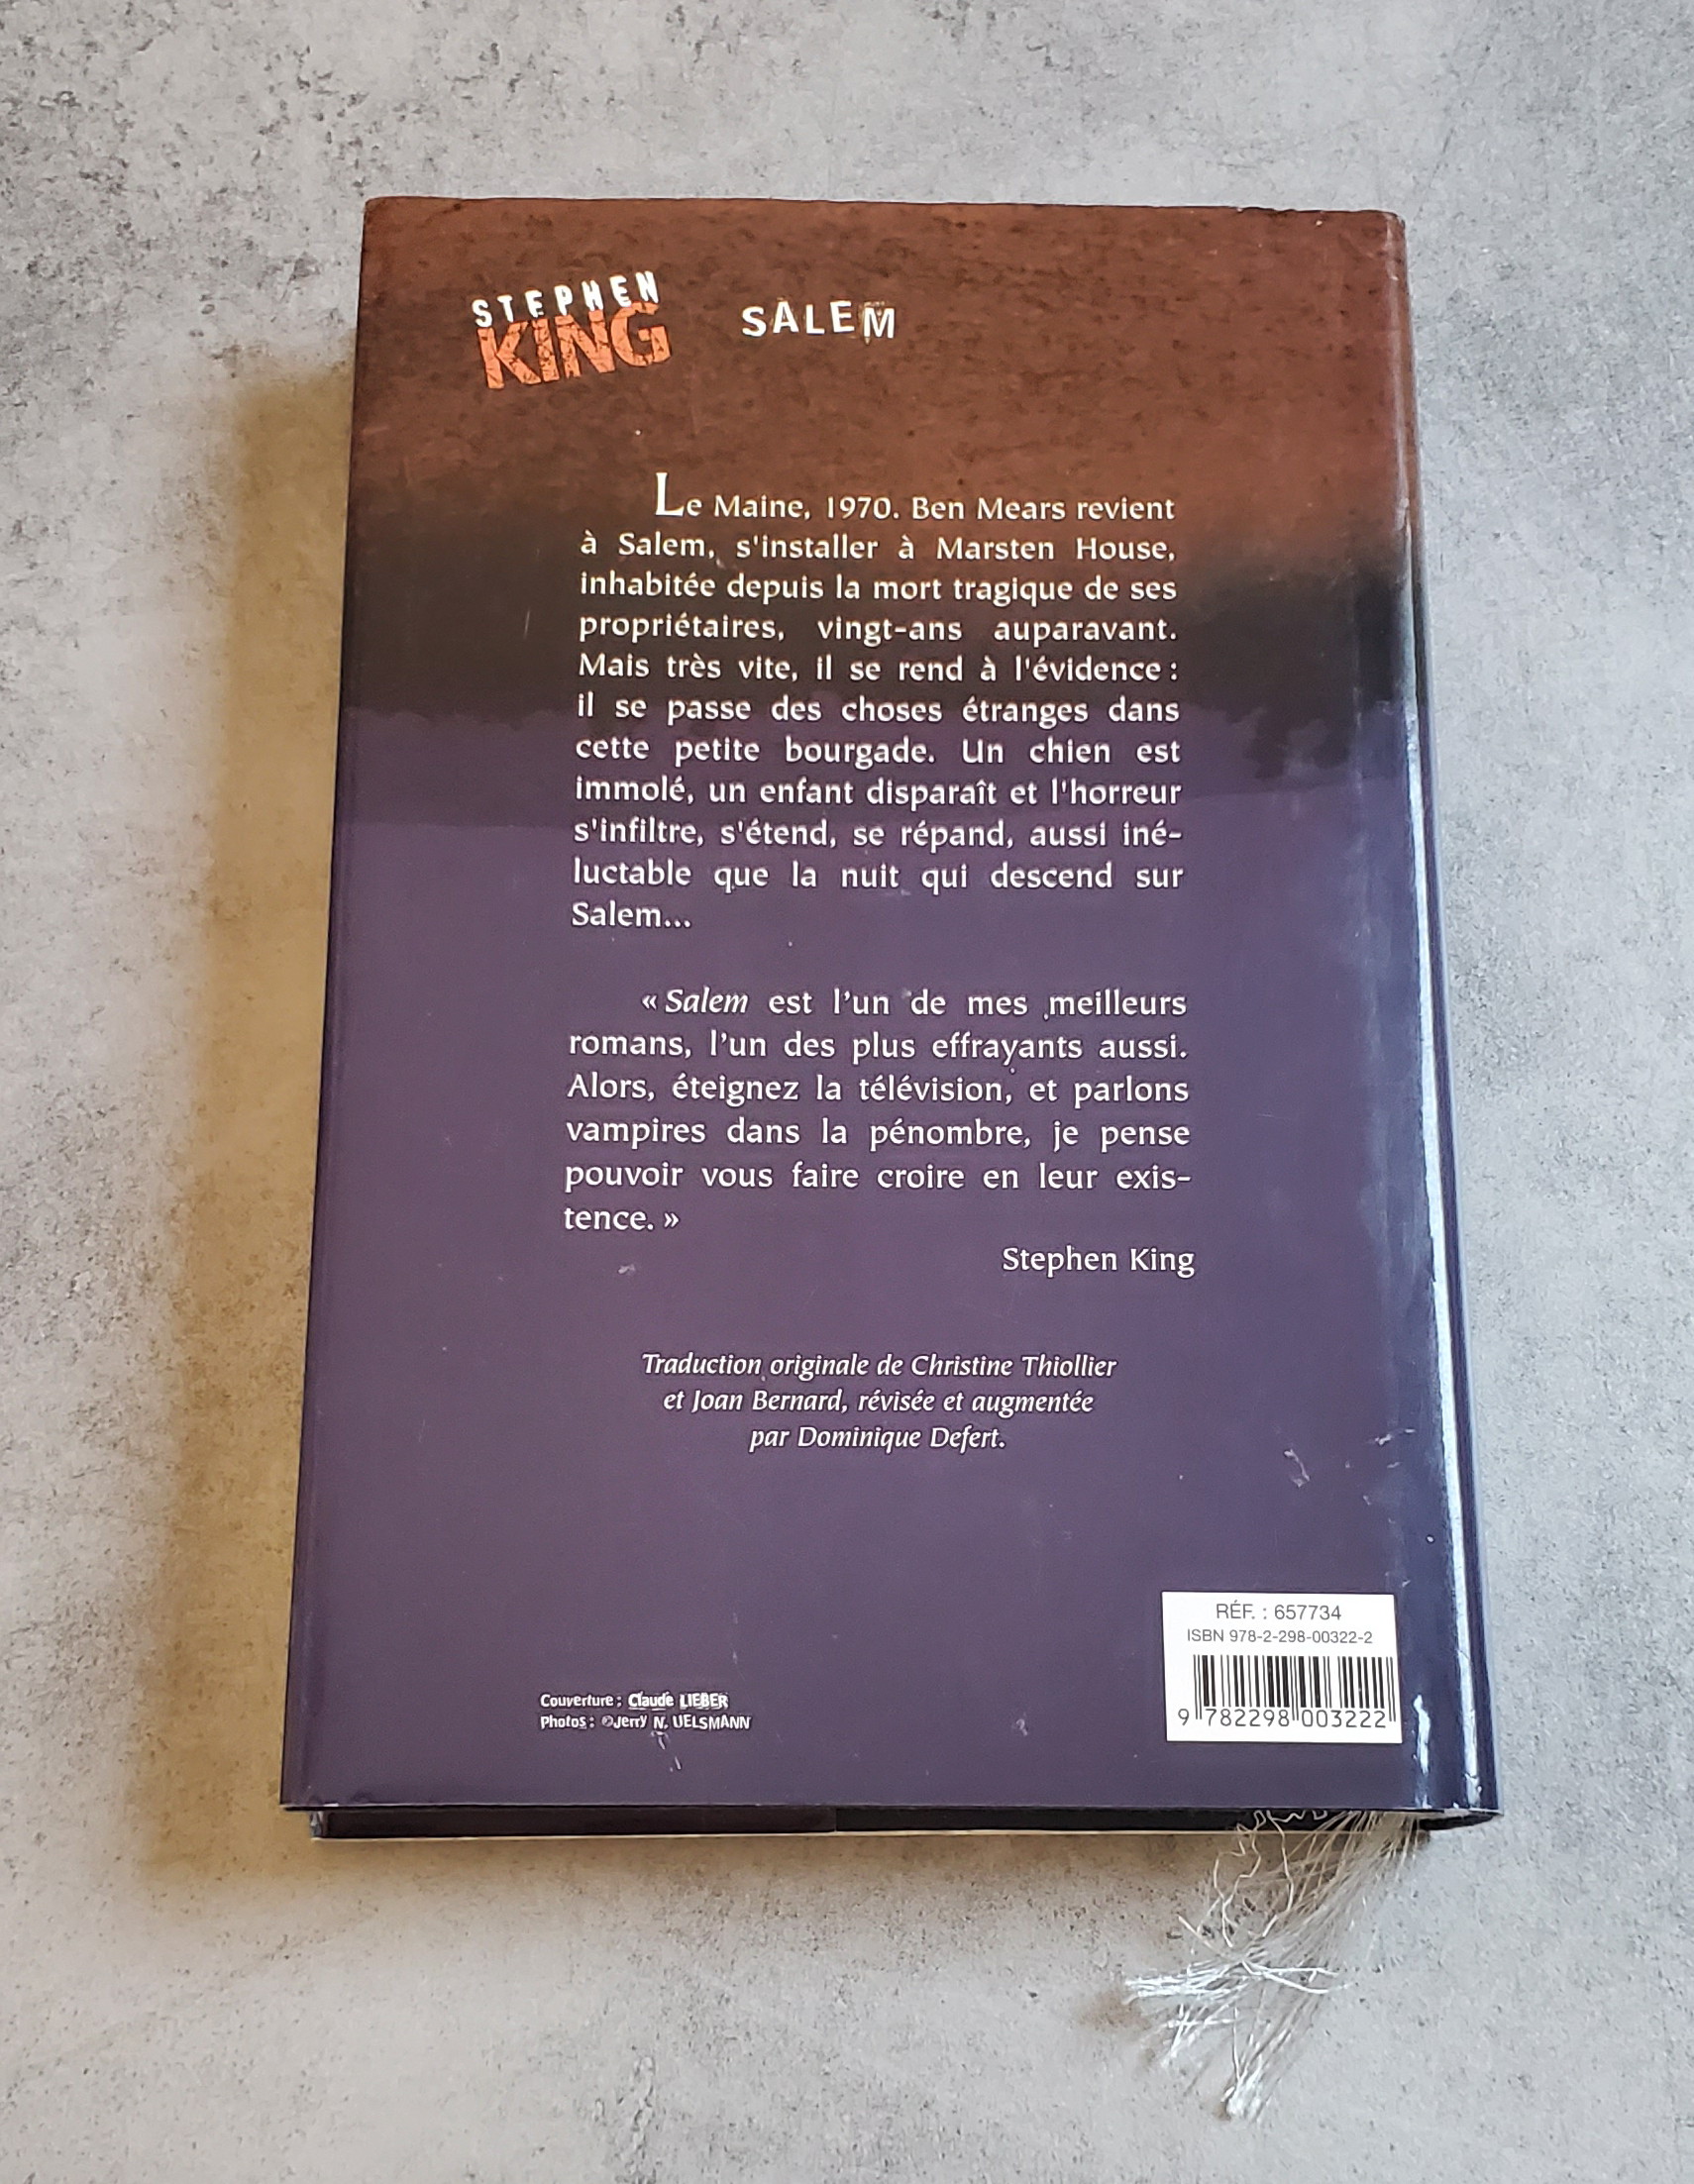 STEPHEN
KING
SALEM
Le Maine, 1970. Ben Mears revient
à Salem, s'installer à Marsten House,
inhabitée depuis la mort tragique de ses
propriétaires, vingt-ans auparavant.
Mais très vite, il se rend à l'évidence :
il se passe des choses étranges dans
cette petite bourgade. Un chien est
immolé, un enfant disparaît et l'horreur
s'infiltre, s'étend, se répand, aussi iné-
luctable que la nuit qui descend sur
Salem...
« Salem est l’un de mes meilleurs
romans, l’un des plus effrayants aussi.
Alors, éteignez la télévision, et parlons
vampires dans la pénombre, je pense
pouvoir vous faire croire en leur exis-
tence. »
Stephen King
Traduction originale de Christine Thiollier
et Joan Bernard, révisée et augmentée
par Dominique Defert.
RÉF. : 657734
ISBN 978-2-298-00322-2
9 782298 003222
Couverture : Claude LIEBER
Photos : ©Jerry N. UELSMANN